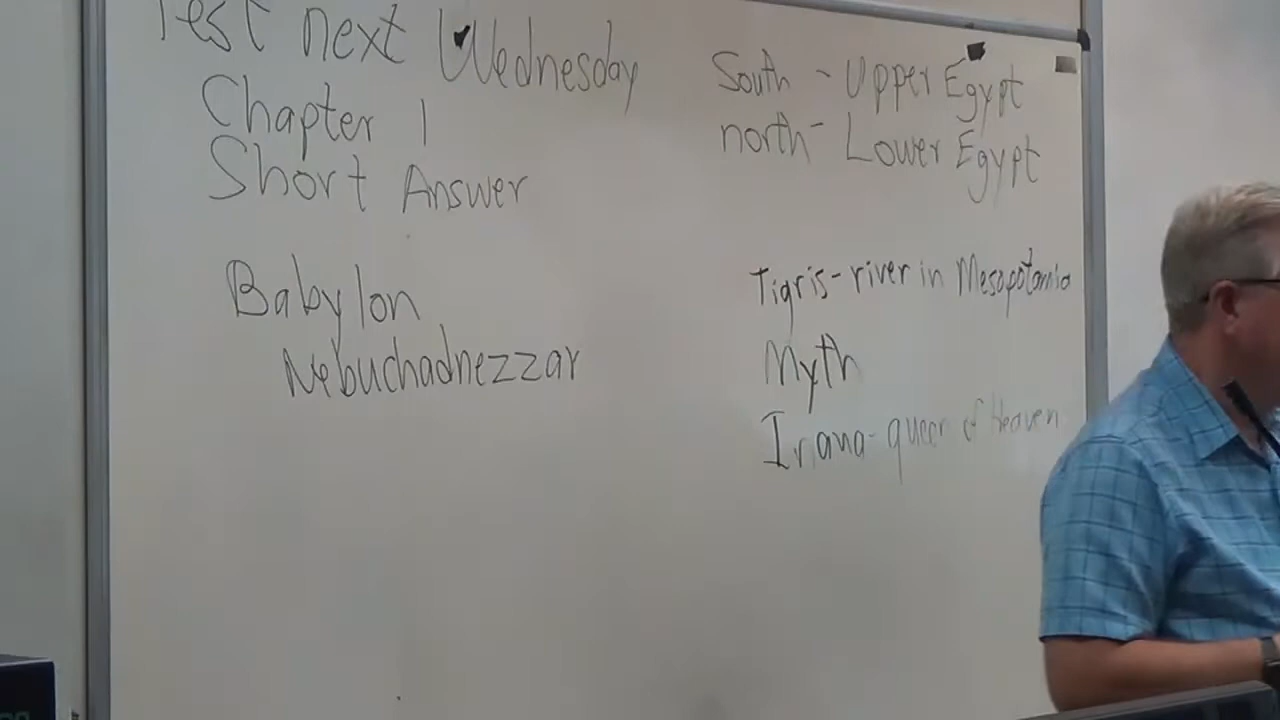 Test next Wednesday
Chapter 1
Short Answer
Babylon
Nebuchadnezzar
South - Upper Egypt
north - Lower Egypt
Tigris - river in Mesopotamia
Myth
Inana - queen of Heaven